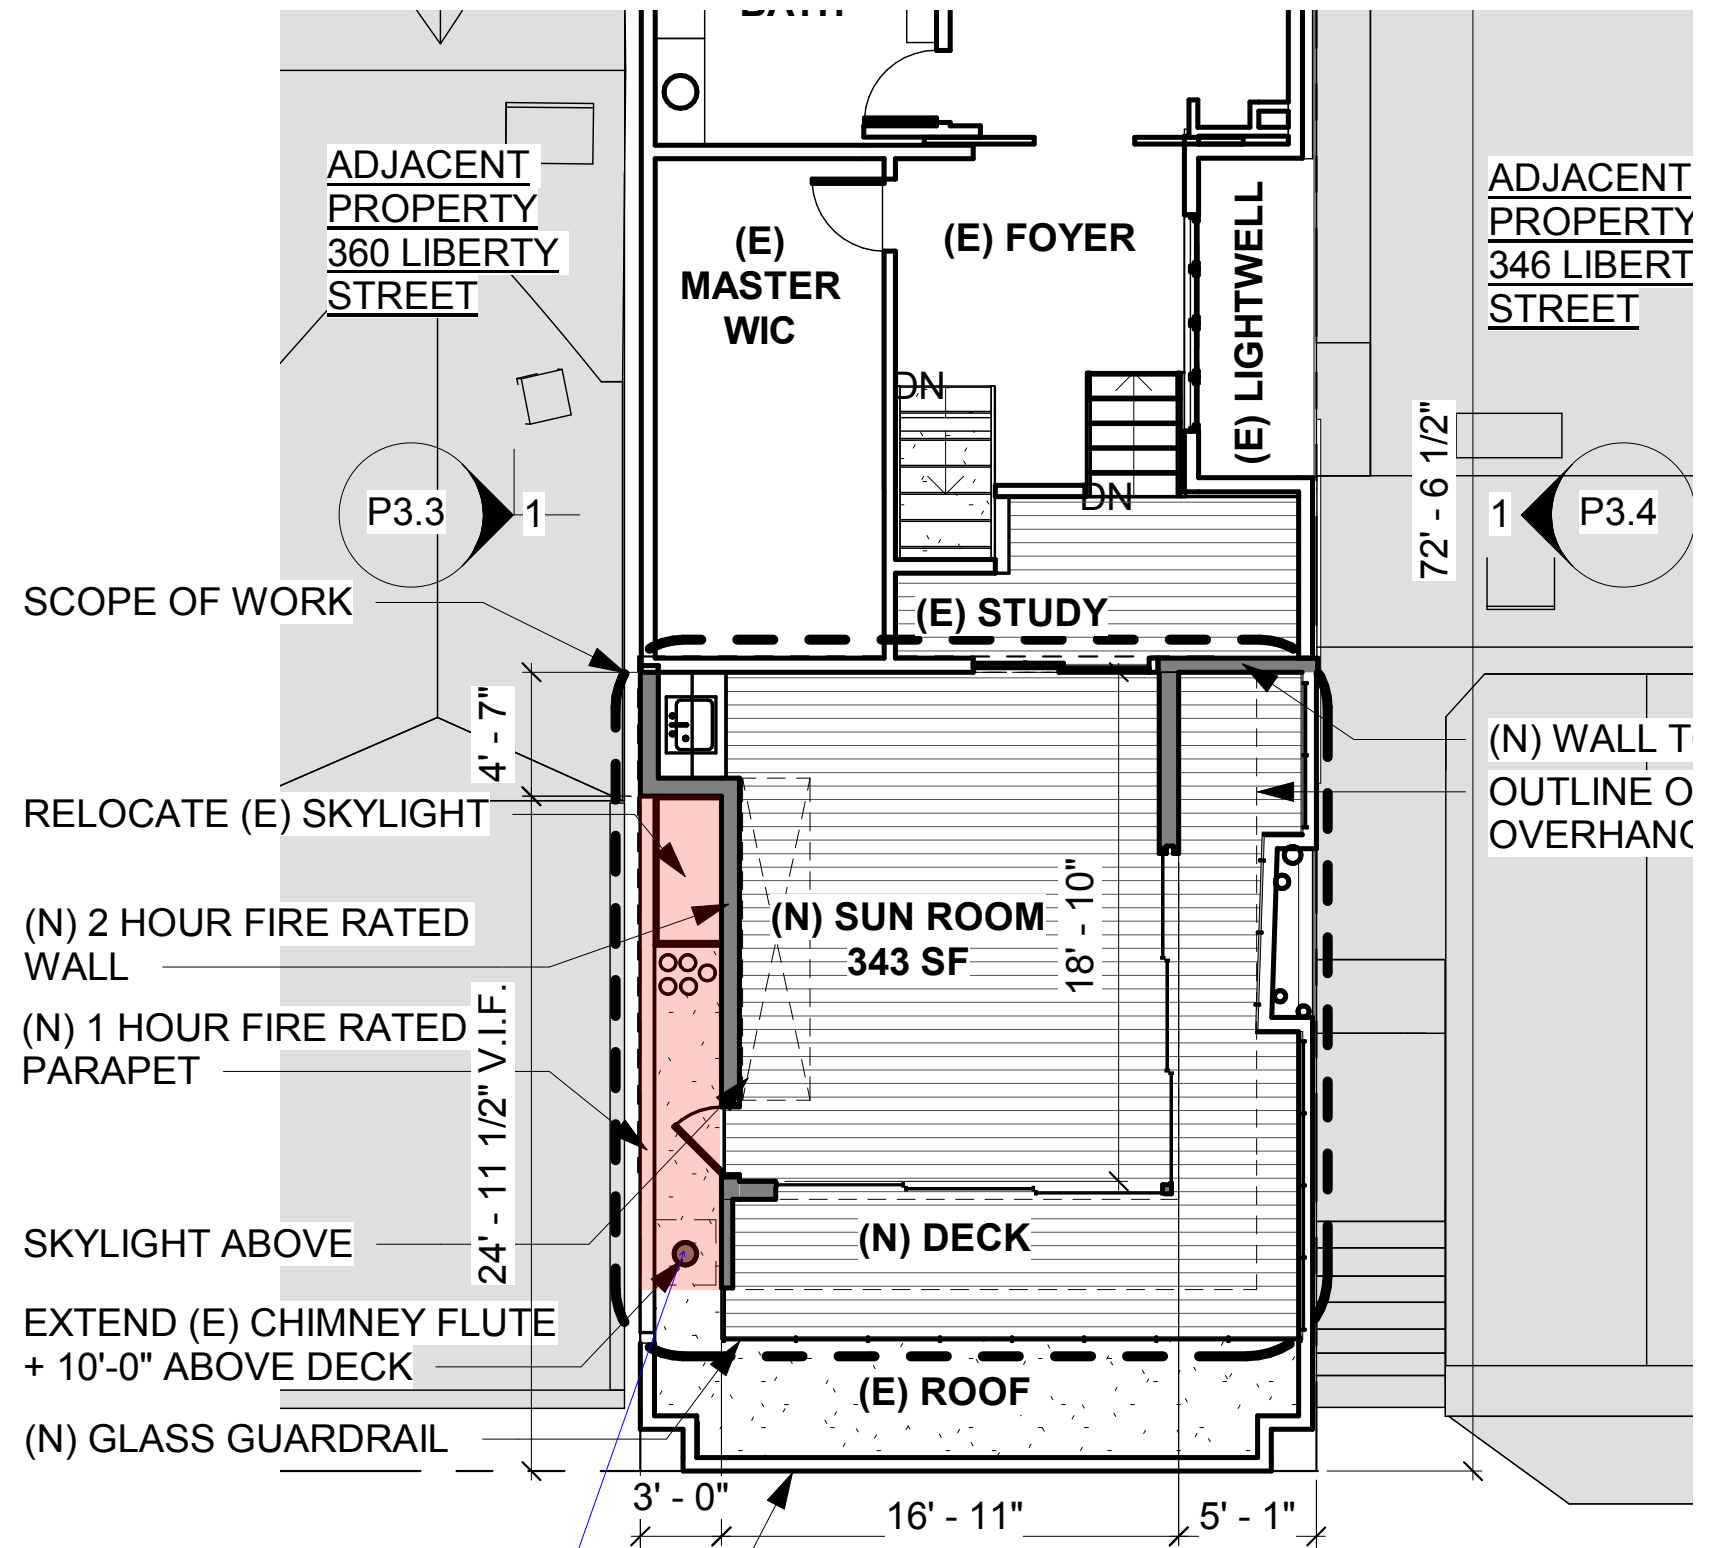 ADJACENT
PROPERTY
360 LIBERTY
STREET
(E)
MASTER
WIC
(E) FOYER
(E) LIGHTWELL
ADJACENT
PROPERTY
346 LIBERT
STREET
DN
DN
P3.3
1
72' - 6 1/2"
1
P3.4
SCOPE OF WORK
(E) STUDY
4' - 7"
(N) WALL
OUTLINE O
OVERHANG
RELOCATE (E) SKYLIGHT
(N) 2 HOUR FIRE RATED
WALL
(N) SUN ROOM
343 SF
18' - 10"
(N) 1 HOUR FIRE RATED
PARAPET
24' - 11 1/2" V.I.F.
SKYLIGHT ABOVE
(N) DECK
EXTEND (E) CHIMNEY FLUTE
+ 10'-0" ABOVE DECK
(E) ROOF
(N) GLASS GUARDRAIL
3' - 0"
16' - 11"
5' - 1"